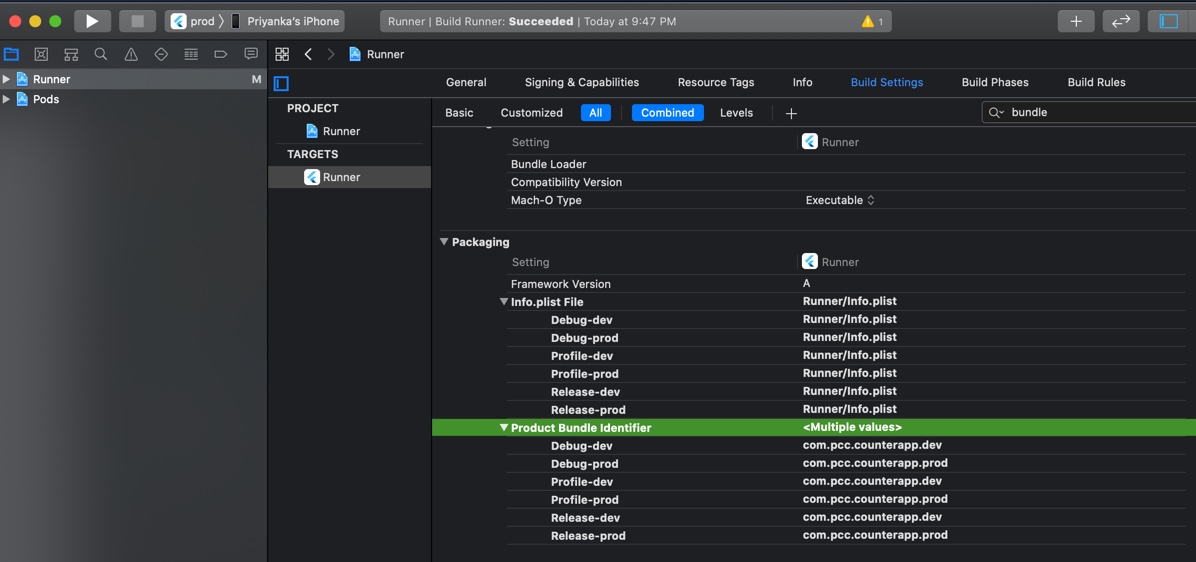 prod 〉 Priyanka's iPhone
Runner | Build Runner: Succeeded | Today at 9:47 PM
1
Runner
M
Pods
Runner
PROJECT
Runner
TARGETS
Runner
General Signing & Capabilities Resource Tags Info Build Settings Build Phases Build Rules
Basic Customized All Combined Levels bundle
Setting Runner
Bundle Loader
Compatibility Version
Mach-O Type Executable
Packaging
Setting Runner
Framework Version A
Info.plist File Runner/Info.plist
Debug-dev Runner/Info.plist
Debug-prod Runner/Info.plist
Profile-dev Runner/Info.plist
Profile-prod Runner/Info.plist
Release-dev Runner/Info.plist
Release-prod Runner/Info.plist
Product Bundle Identifier <Multiple values>
Debug-dev com.pcc.counterapp.dev
Debug-prod com.pcc.counterapp.prod
Profile-dev com.pcc.counterapp.dev
Profile-prod com.pcc.counterapp.prod
Release-dev com.pcc.counterapp.dev
Release-prod com.pcc.counterapp.prod